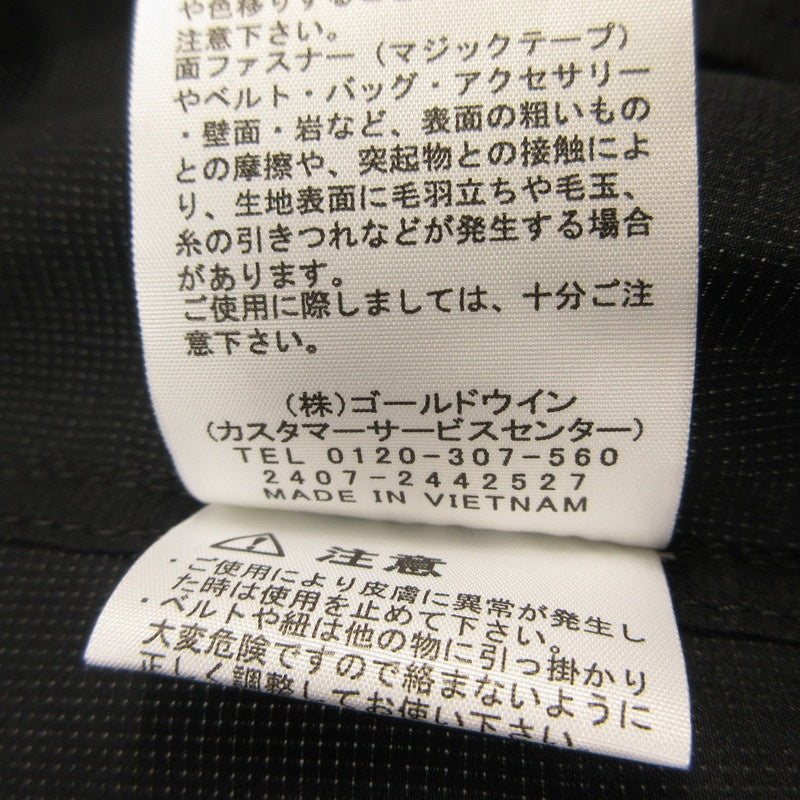 や色移りすること
注意下さい。
面ファスナー（マジックテープ）
やベルト・バッグ・アクセサリー
・壁面・岩など、表面の粗いもの
との摩擦や、突起物との接触によ
り、生地表面に毛羽立ちや毛玉、
糸の引きつれなどが発生する場合
があります。
ご使用に際しましては、十分ご注
意下さい。
（株）ゴールドウイン
（カスタマーサービスセンター）
TEL 0120-307-560
2407-2442527
MADE IN VIETNAM
注意
・ご使用により皮膚に異常が発生し
た時は使用を止めて下さい。
・ベルトや紐は他の物に引っ掛かり
大変危険ですので絡まないように
正しく調整してお使い下さい。